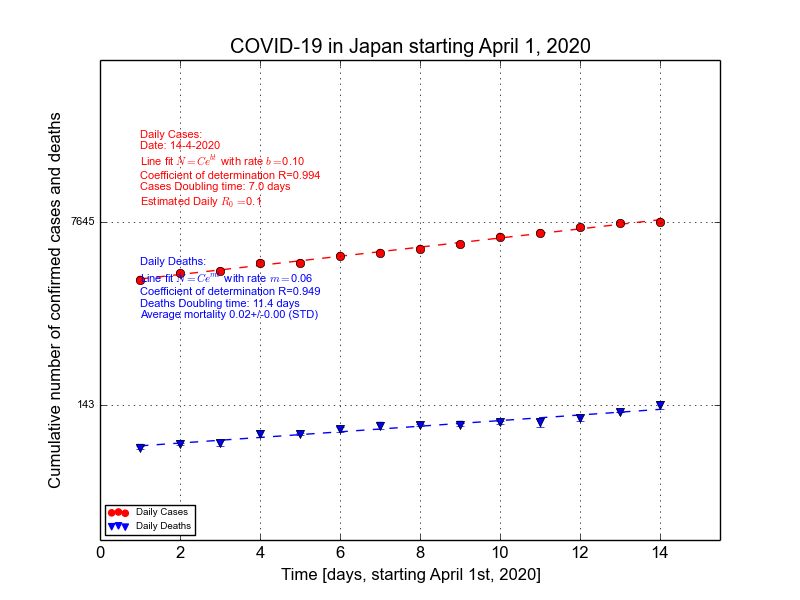 COVID-19 in Japan starting April 1, 2020
Cumulative number of confirmed cases and deaths
Daily Cases:
Date: 14-4-2020
Line fit N=Ce^{bt} with rate b=0.10
Coefficient of determination R=0.994
Cases Doubling time: 7.0 days
Estimated Daily R_0=0.1
7645
Daily Deaths:
Line fit N=Ce^{mt} with rate m=0.06
Coefficient of determination R=0.949
Deaths Doubling time: 11.4 days
Average mortality 0.02+/-0.00 (STD)
143
Daily Cases
Daily Deaths
0 2 4 6 8 10 12 14
Time [days, starting April 1st, 2020]